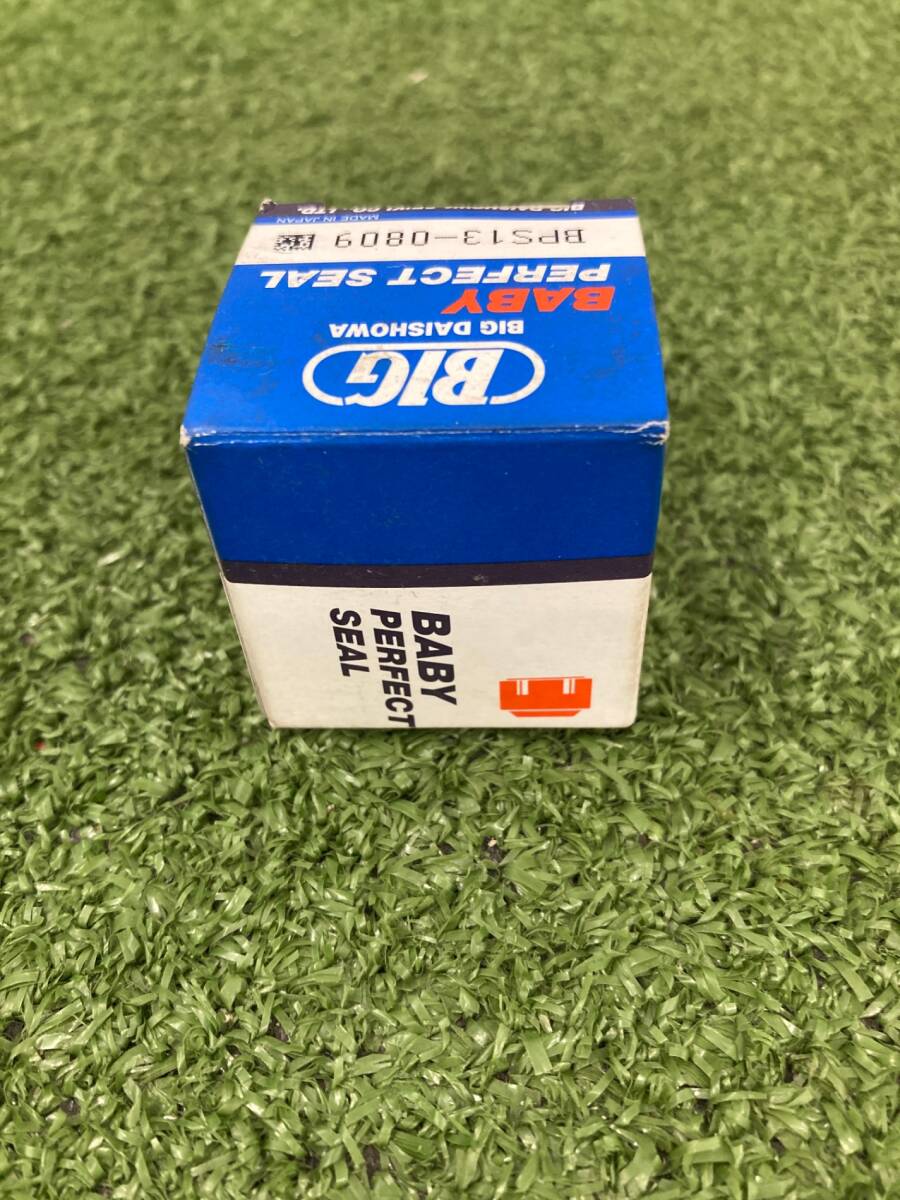 BIG
BIG DAISHOWA
BABY
PERFECT SEAL
BPS13-0809
MADE IN JAPAN
BABY
PERFECT
SEAL